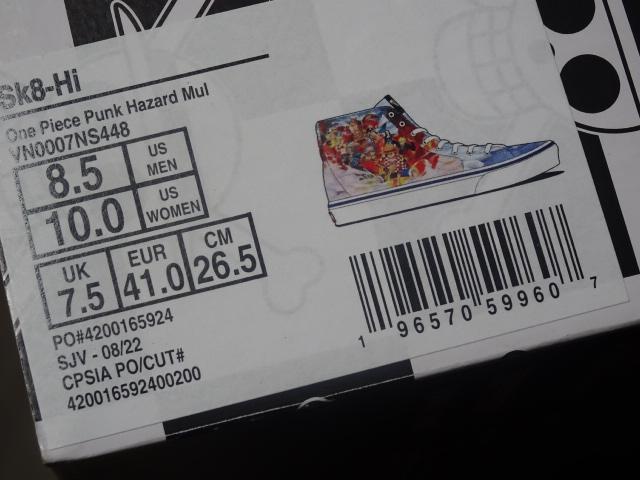 Sk8-Hi
One Piece Punk Hazard Mul
VN0007NS448
8.5 US MEN
10.0 US WOMEN
UK 7.5 EUR 41.0 CM 26.5
PO#4200165924
SJV - 08/22
CPSIA PO/CUT#
420016592400200
1 96570 59960 7